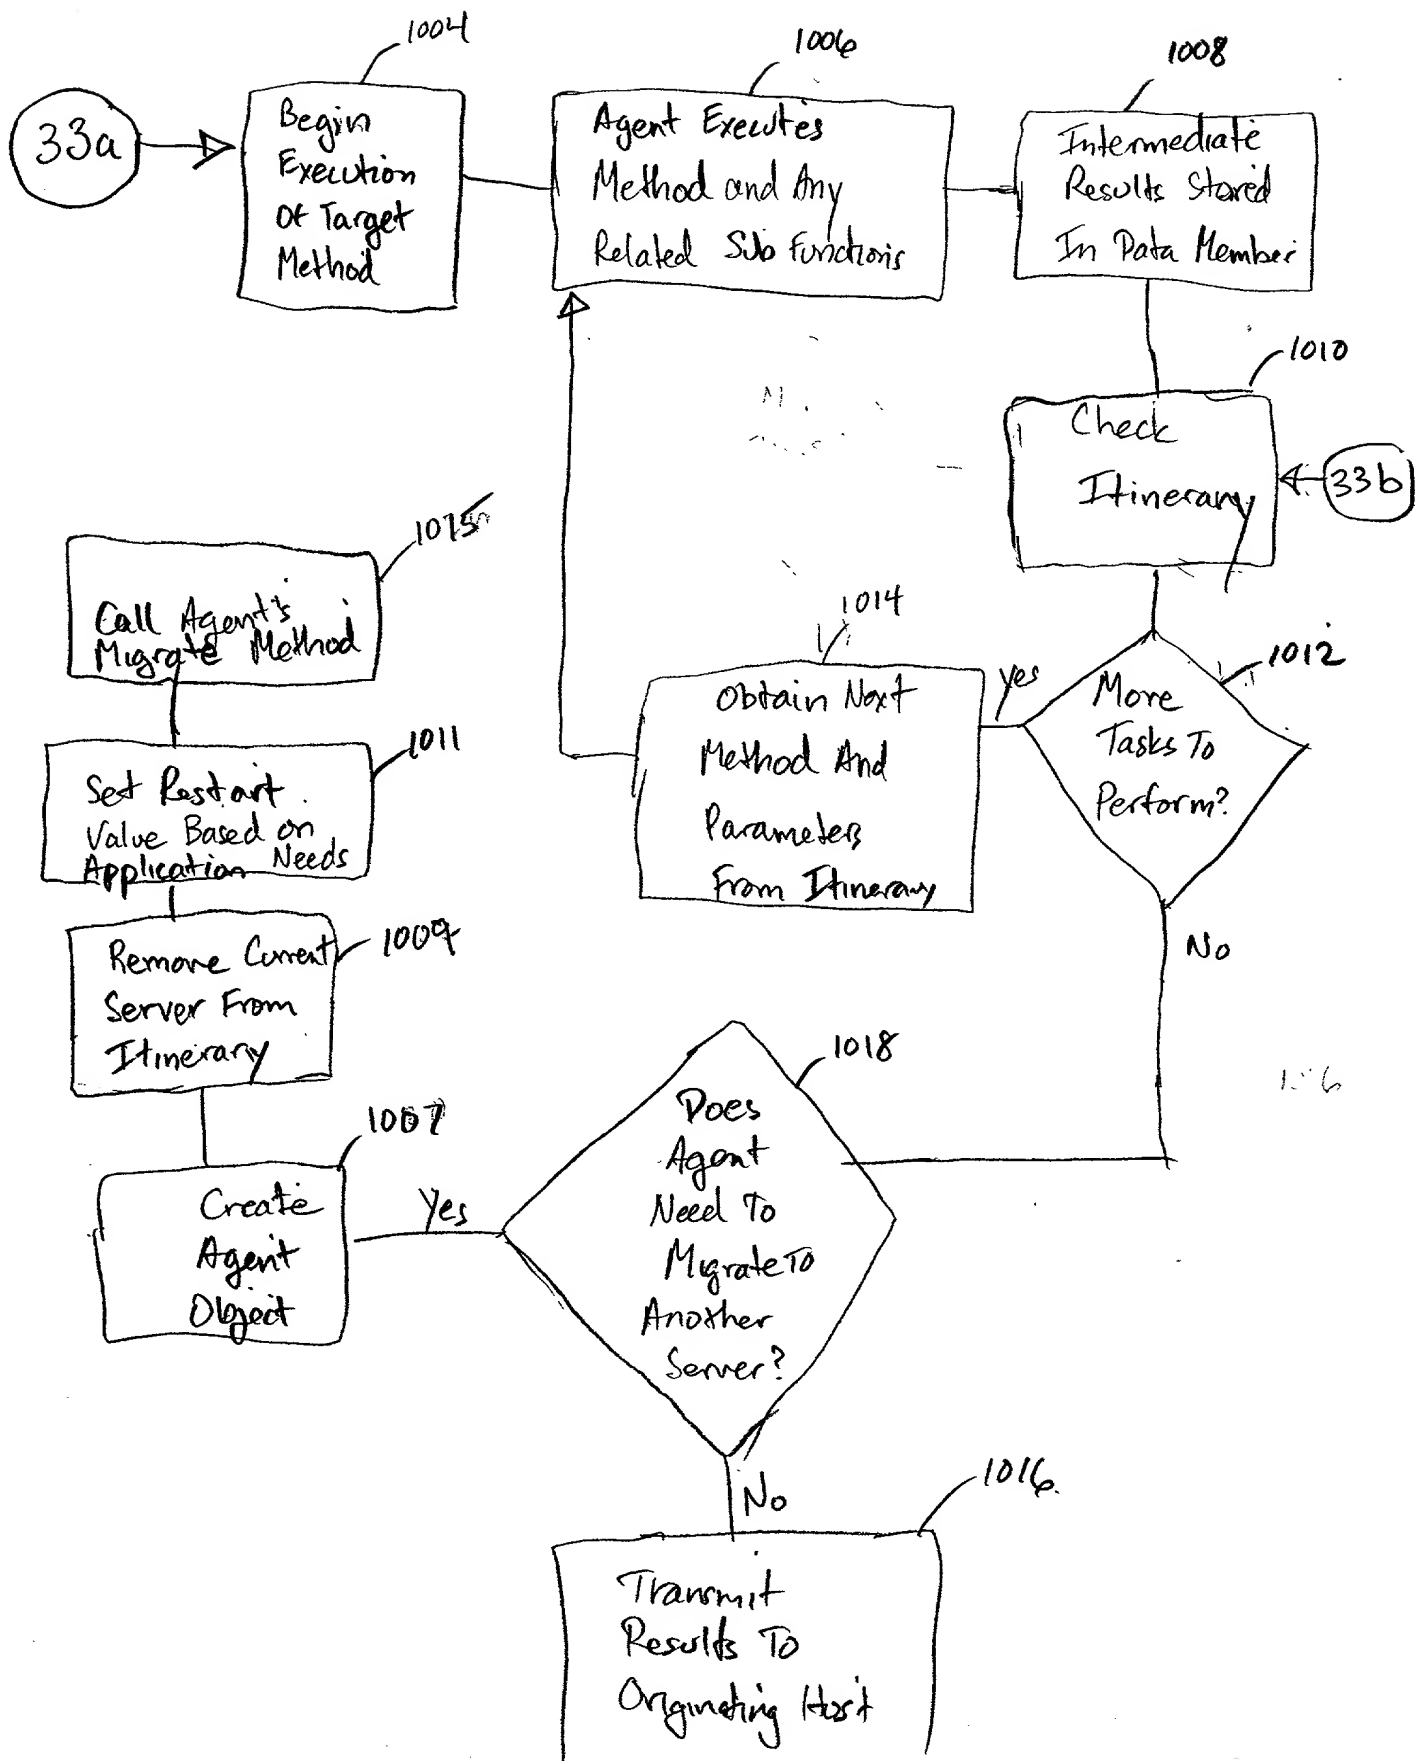 1004
1006
1008
33a
Begin
Execution
Of Target
Method
Agent Executes
Method and Any
Related Sub Functions
Intermediate
Results Stored
In Data Member
1010
Check
Itinerary
33b
1014
Obtain Next
Method And
Parameters
From Itinerary
Yes
1012
More
Tasks To
Perform?
No
Call Agent's
Migrate Method
1011
Set Restart
Value Based on
Application Needs
1009
Remove Current
Server From
Itinerary
1007
Create
Agent
Object
Yes
1018
Does
Agent
Need To
Migrate To
Another
Server?
No
1016
Transmit
Results To
Originating Host